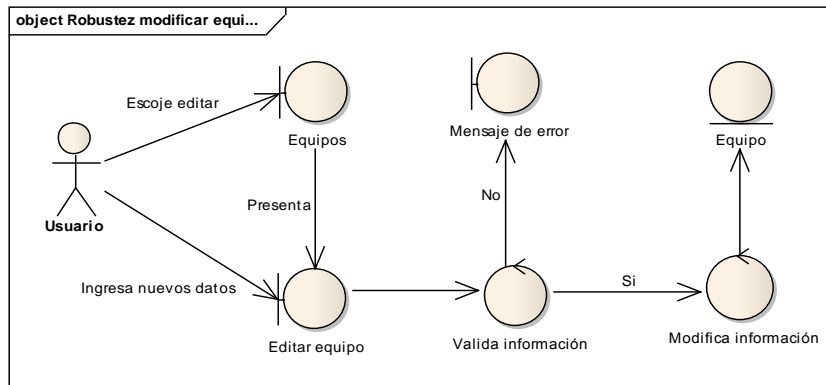 object Robustez modificar equi...
Escoje editar
Equipos
Mensaje de error
Equipo
Usuario
Presenta
No
Ingresa nuevos datos
Si
Editar equipo
Valida información
Modifica información